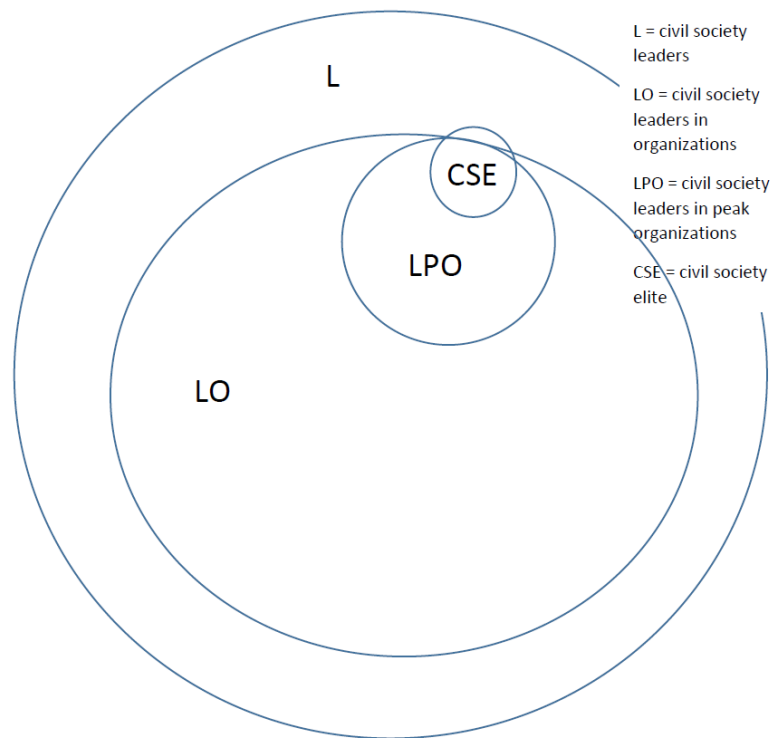 L
CSE
LPO
LO
L = civil society
leaders
LO = civil society
leaders in
organizations
LPO = civil society
leaders in peak
organizations
CSE = civil society
elite